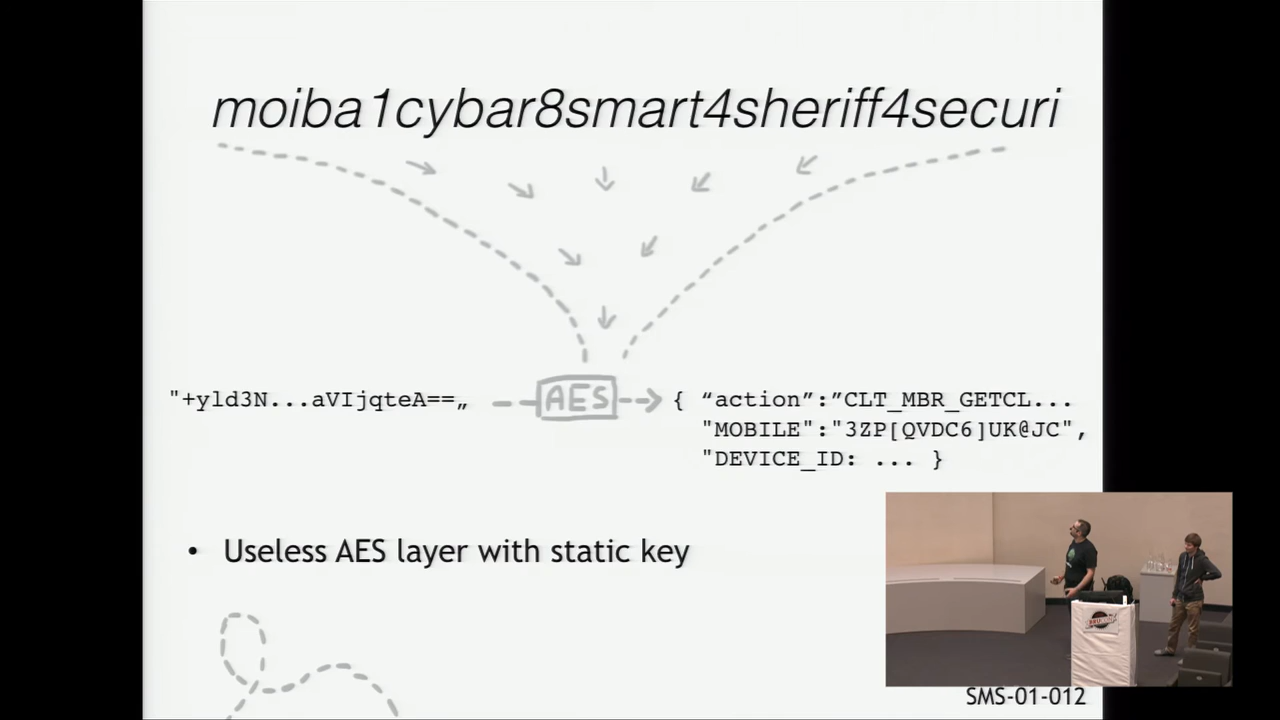 moiba1cybar8smart4sheriff4securi
"+yld3N...aVIjqteA==„
AES
{ “action”:”CLT_MBR_GETCL...
"MOBILE":"3ZP[QVDC6]UK@JC",
"DEVICE_ID: ... }
• Useless AES layer with static key
SMS-01-012